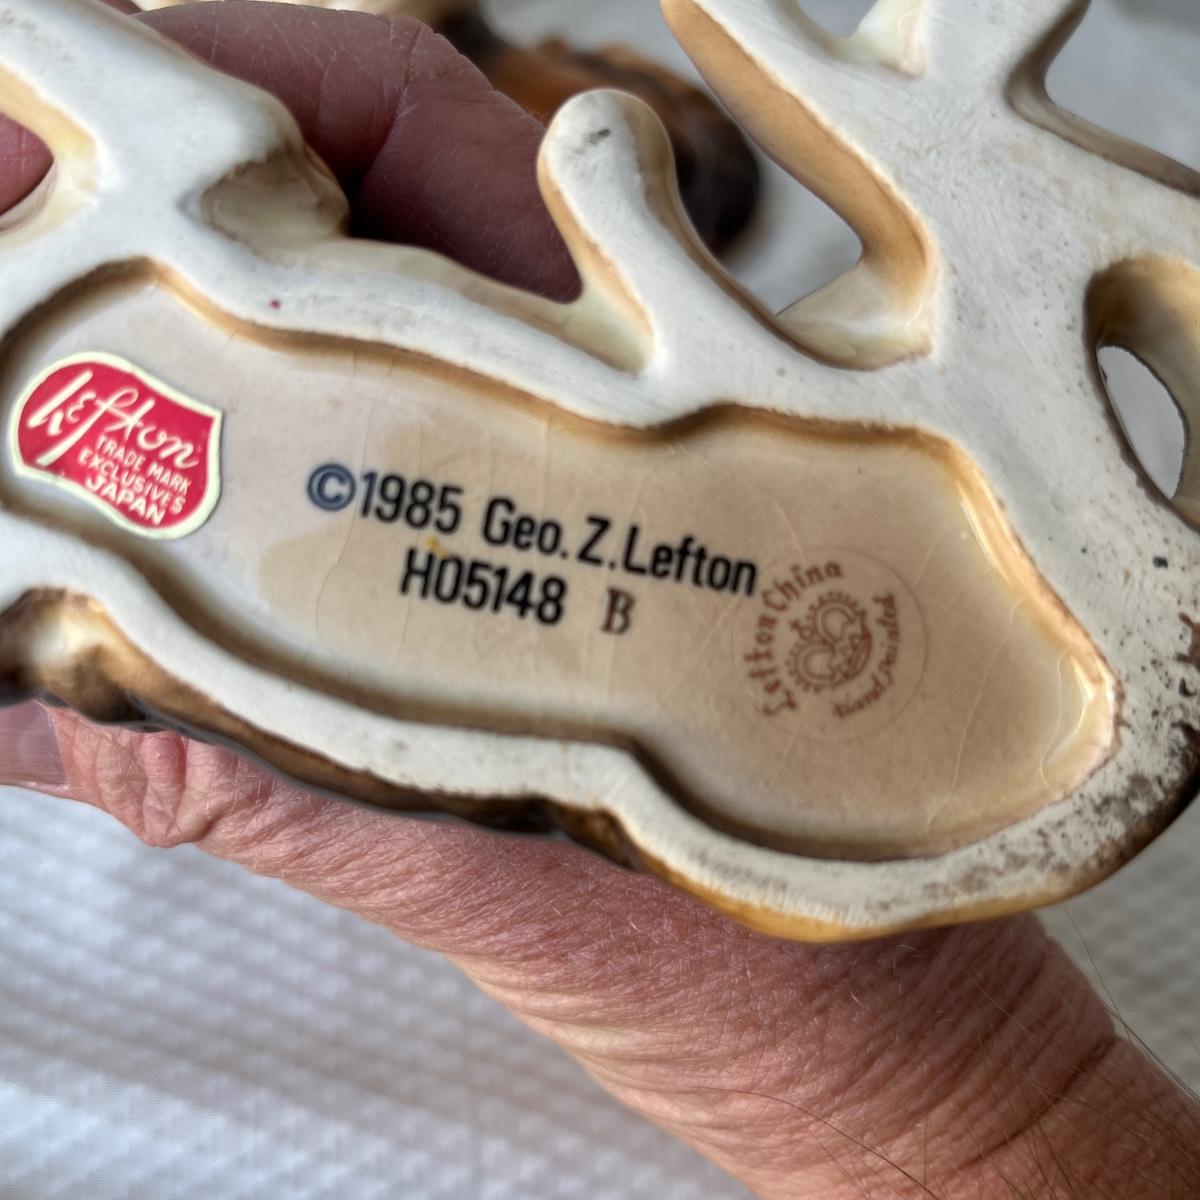 Lefton
TRADE MARK
EXCLUSIVES
JAPAN
©1985 Geo. Z. Lefton
H05148 B
Lefton China
Hand Painted